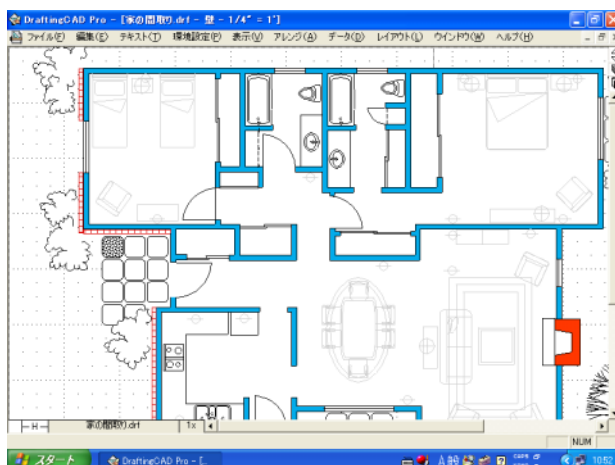 DraftingCAD Pro - [家の間取り.drf - 壁 - 1/4" = 1']
ファイル(F) 編集(E) テキスト(T) 環境設定(P) 表示(V) アレンジ(A) データ(D) レイアウト(L) ウインドウ(W) ヘルプ(H)
家の間取り.drf 1x
NUM
スタート DraftingCAD Pro - [... A 般 CAPS 10:52